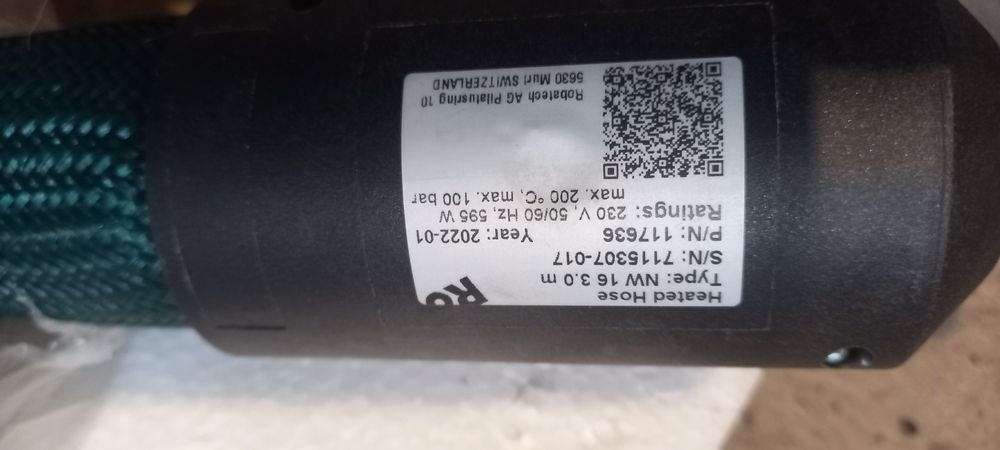 Heated Hose
Type: NW 16 3.0 m
S/N: 7115307-017
P/N: 117636 Year: 2022-01
Ratings: 230 V, 50/60 Hz, 595 W
max. 200 °C, max. 100 bar
Robatech AG Pilatusring 10
5630 Muri SWITZERLAND
Ro